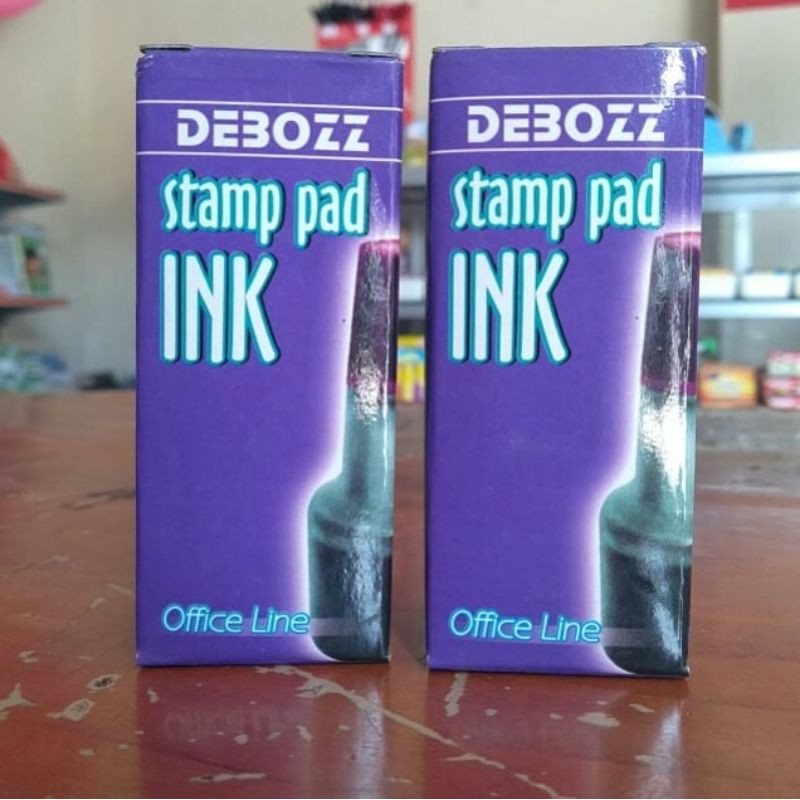 DEBOZZ
stamp pad
INK
Office Line
DEBOZZ
stamp pad
INK
Office Line